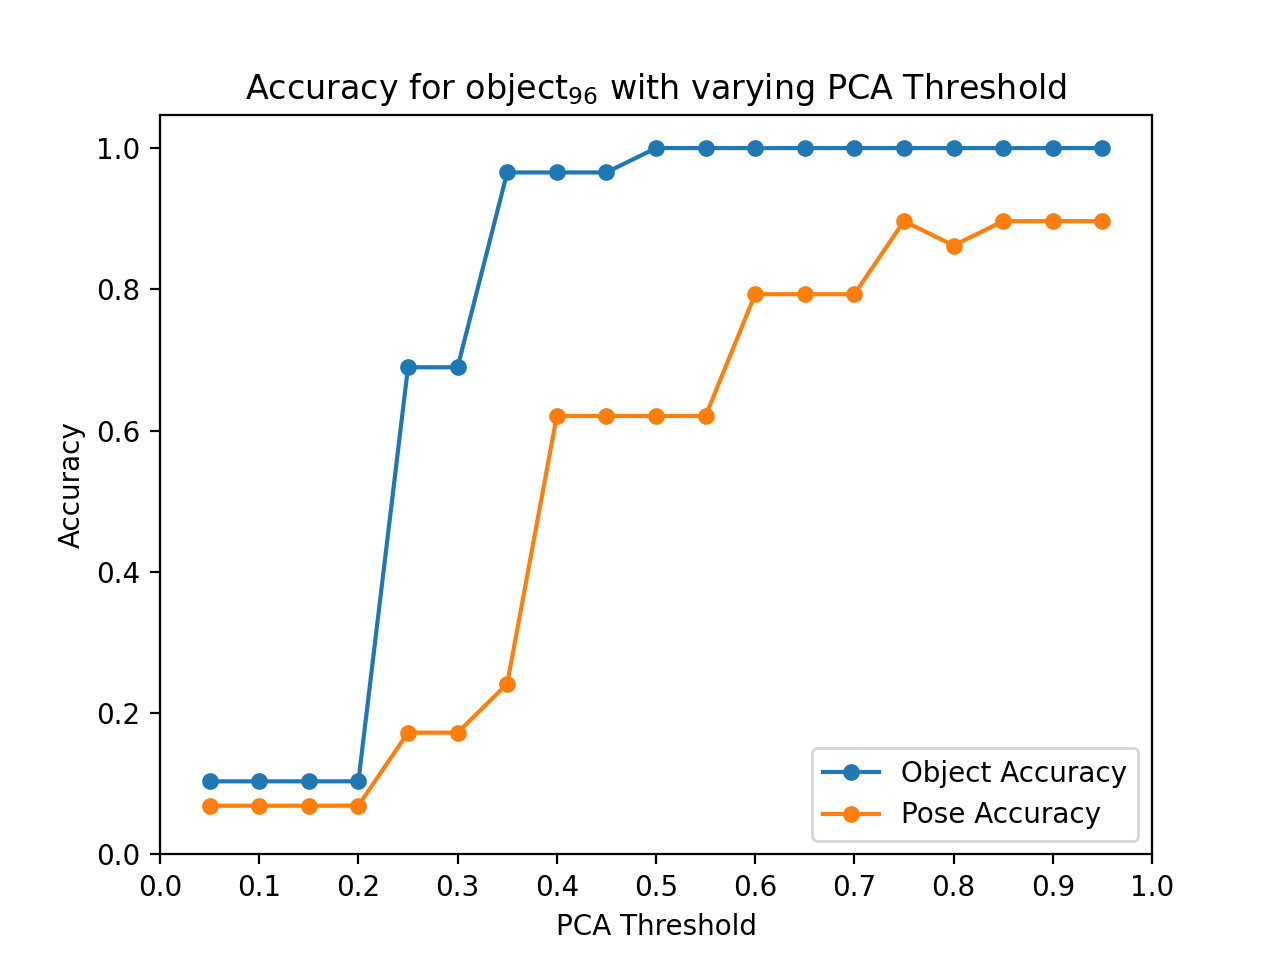 Accuracy for object₉₆ with varying PCA Threshold
Accuracy
1.0
0.8
0.6
0.4
0.2
0.0
0.0 0.1 0.2 0.3 0.4 0.5 0.6 0.7 0.8 0.9 1.0
PCA Threshold
Object Accuracy
Pose Accuracy